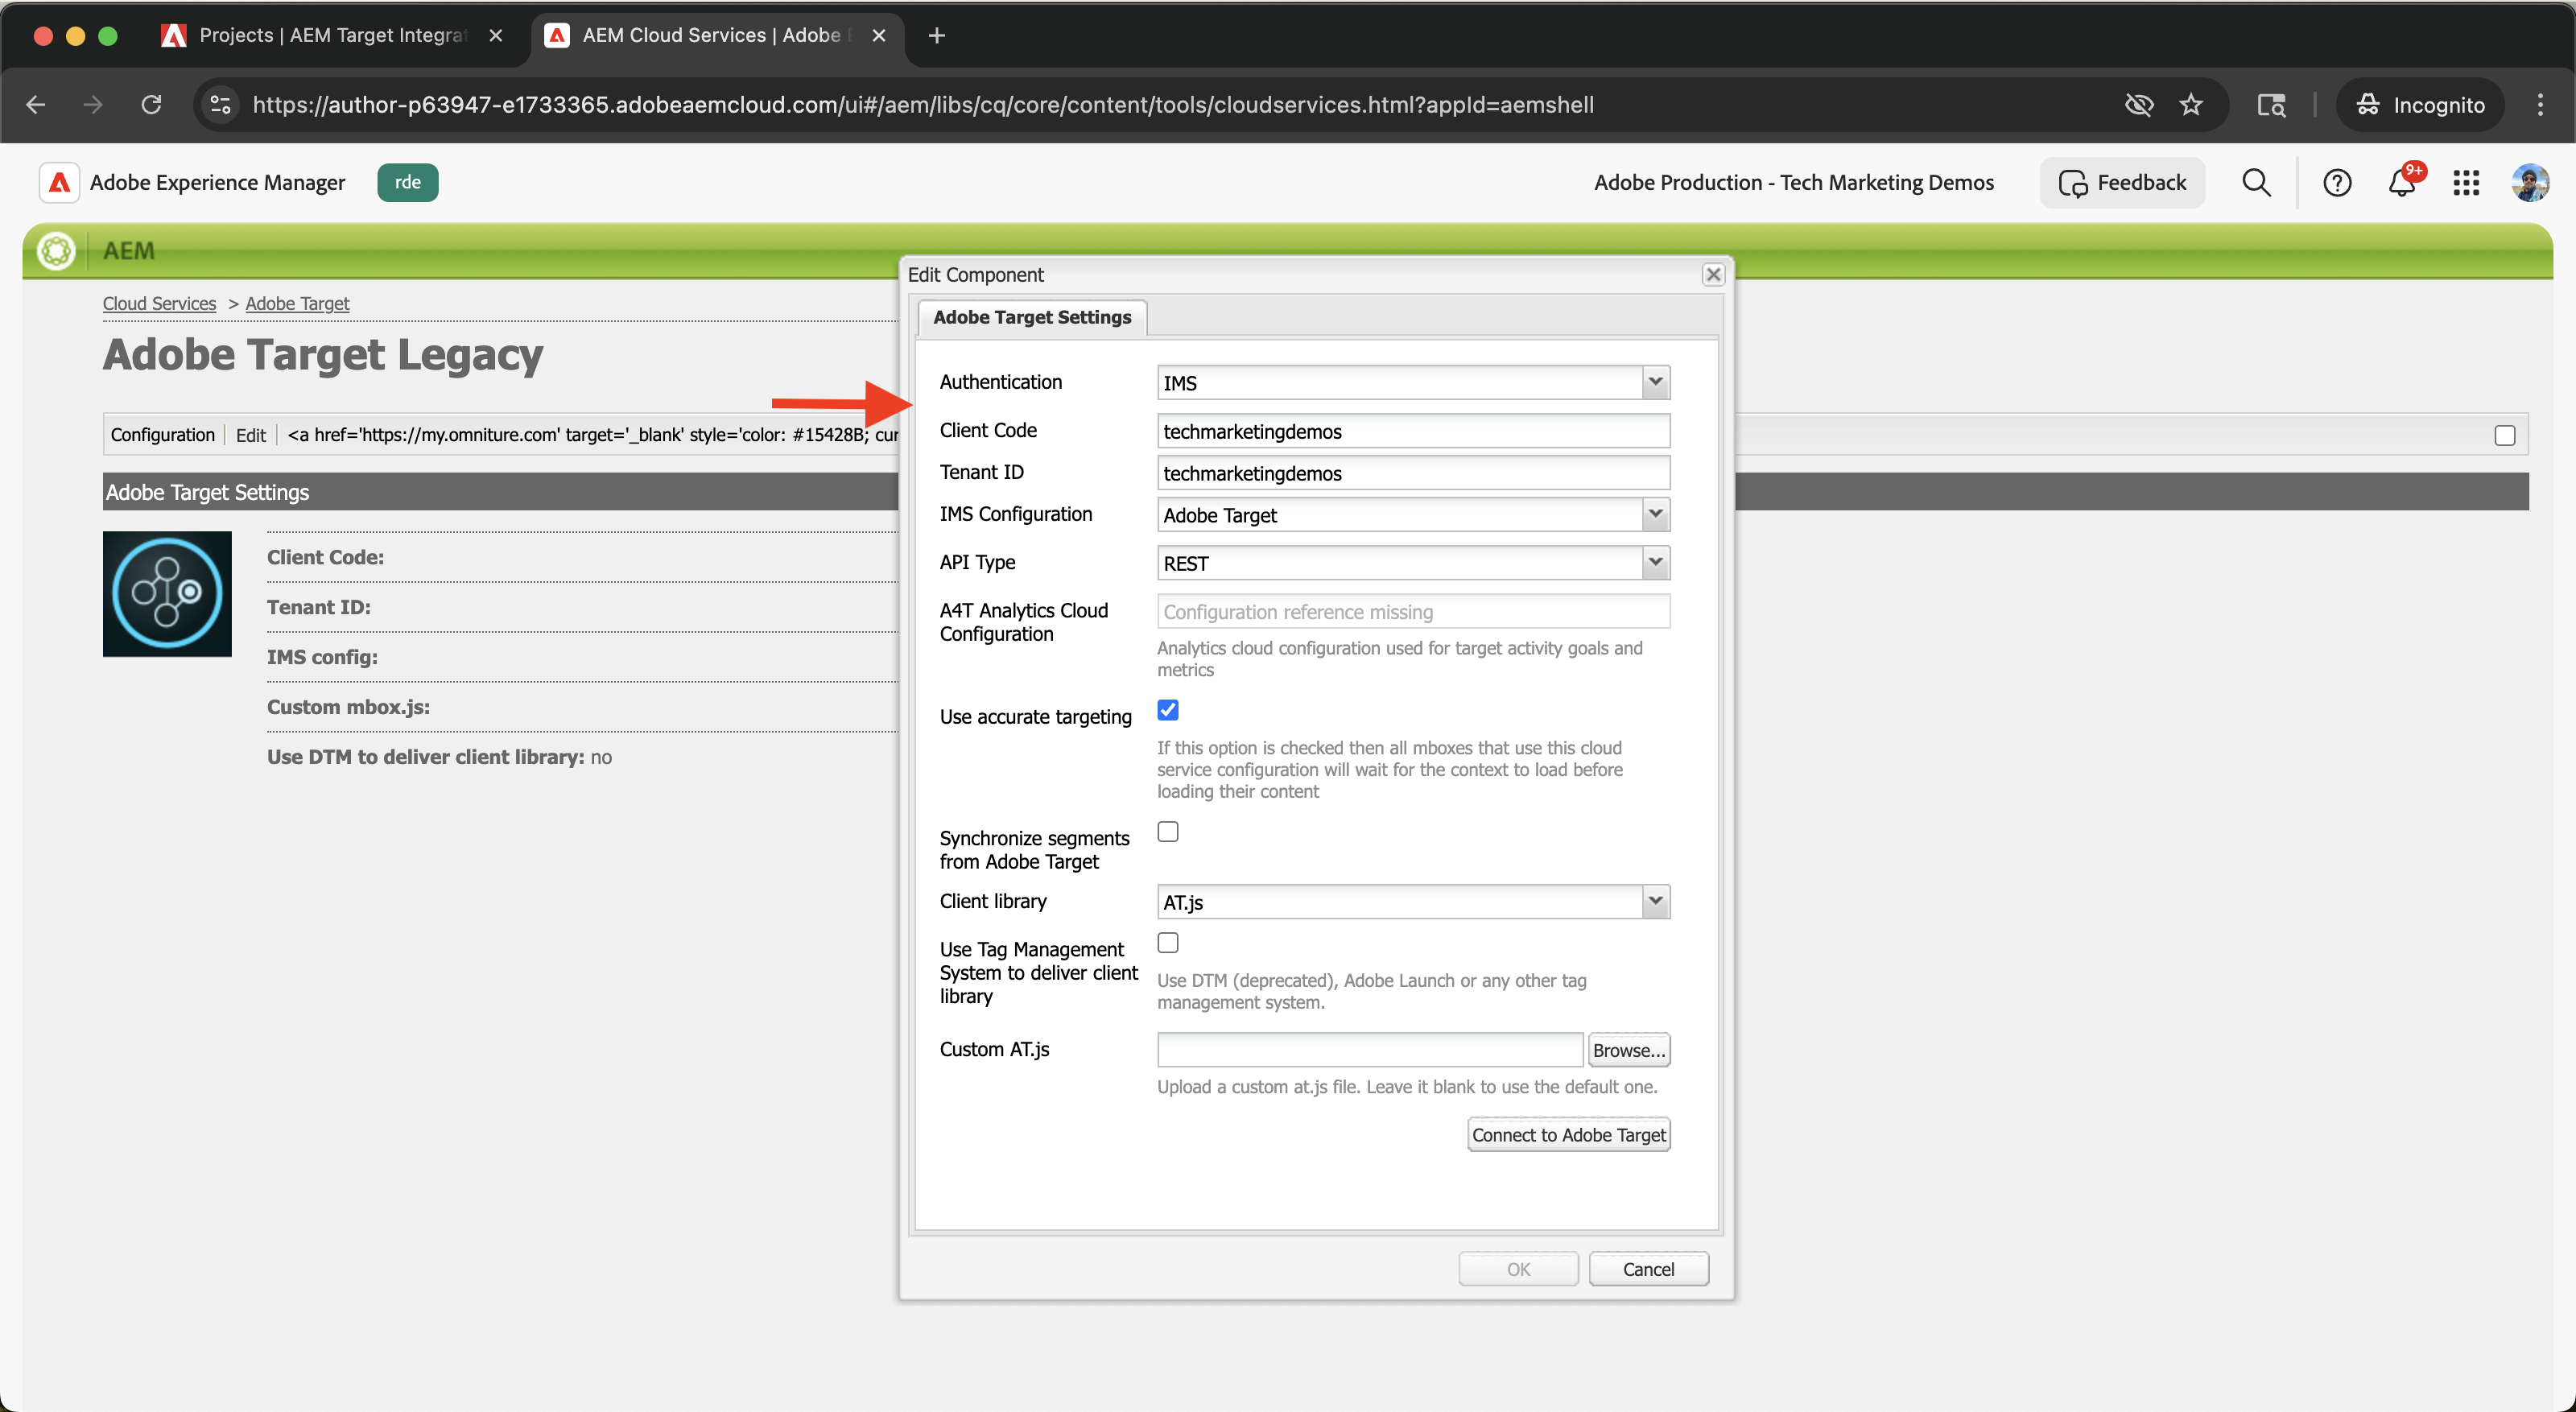 Projects | AEM Target Integrat
AEM Cloud Services | Adobe
https://author-p63947-e1733365.adobeaemcloud.com/ui#/aem/libs/cq/core/content/tools/cloudservices.html?appId=aemshell
Incognito
Adobe Experience Manager
rde
Adobe Production - Tech Marketing Demos
Feedback
9+
AEM
Cloud Services > Adobe Target
Adobe Target Legacy
Configuration Edit <a href='https://my.omniture.com' target='_blank' style='color: #15428B; cur
Adobe Target Settings
Client Code:
Tenant ID:
IMS config:
Custom mbox.js:
Use DTM to deliver client library: no
Edit Component
Adobe Target Settings
Authentication
IMS
Client Code
techmarketingdemos
Tenant ID
techmarketingdemos
IMS Configuration
Adobe Target
API Type
REST
A4T Analytics Cloud
Configuration
Configuration reference missing
Analytics cloud configuration used for target activity goals and
metrics
Use accurate targeting
If this option is checked then all mboxes that use this cloud
service configuration will wait for the context to load before
loading their content
Synchronize segments
from Adobe Target
Client library
AT.js
Use Tag Management
System to deliver client
library
Use DTM (deprecated), Adobe Launch or any other tag
management system.
Custom AT.js
Browse...
Upload a custom at.js file. Leave it blank to use the default one.
Connect to Adobe Target
OK
Cancel